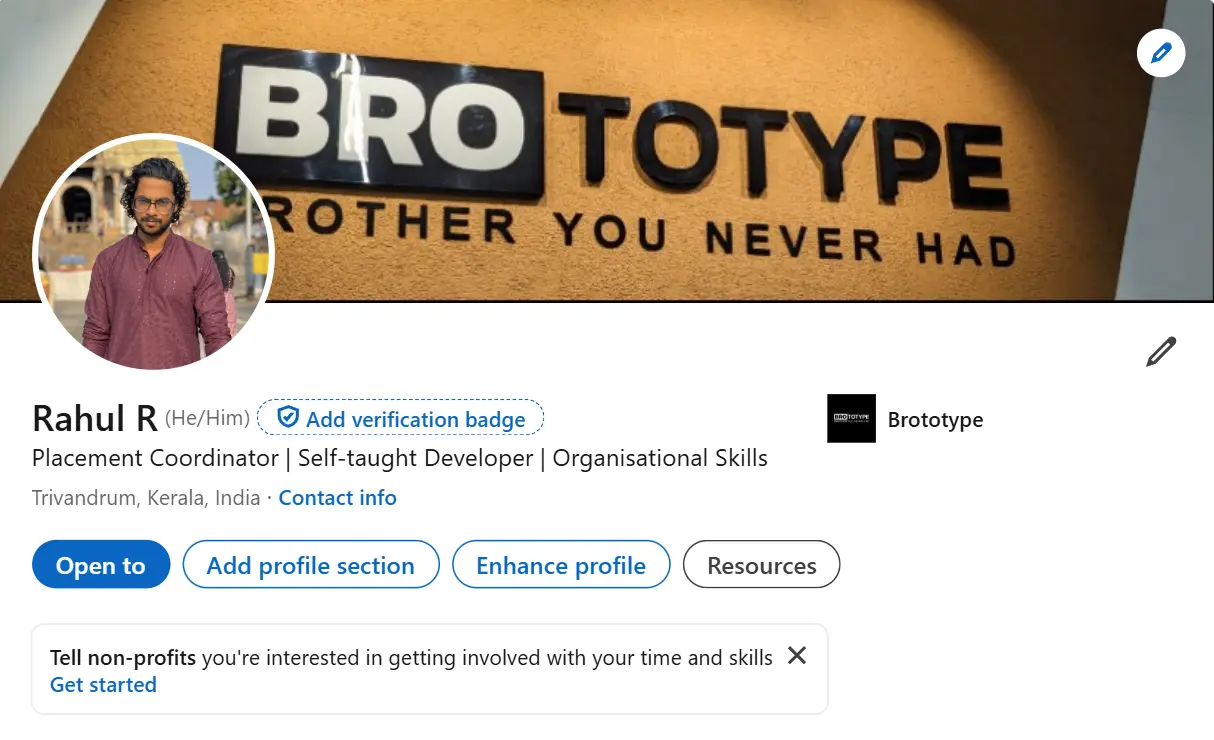 BROTOTYPE
ROTHER YOU NEVER HAD
Rahul R (He/Him) Add verification badge
Placement Coordinator | Self-taught Developer | Organisational Skills
Trivandrum, Kerala, India · Contact info
BROTOTYPE
Brototype
Open to
Add profile section
Enhance profile
Resources
Tell non-profits you're interested in getting involved with your time and skills
Get started